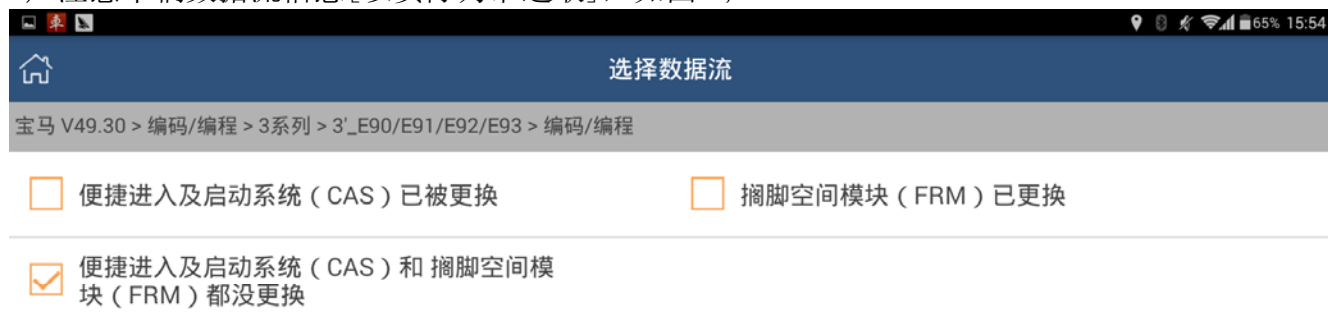 65% 15:54
选择数据流
宝马 V49.30 > 编码/编程 > 3系列 > 3'_E90/E91/E92/E93 > 编码/编程
便捷进入及启动系统（CAS）已被更换
搁脚空间模块（FRM）已更换
便捷进入及启动系统（CAS）和 搁脚空间模
块（FRM）都没更换